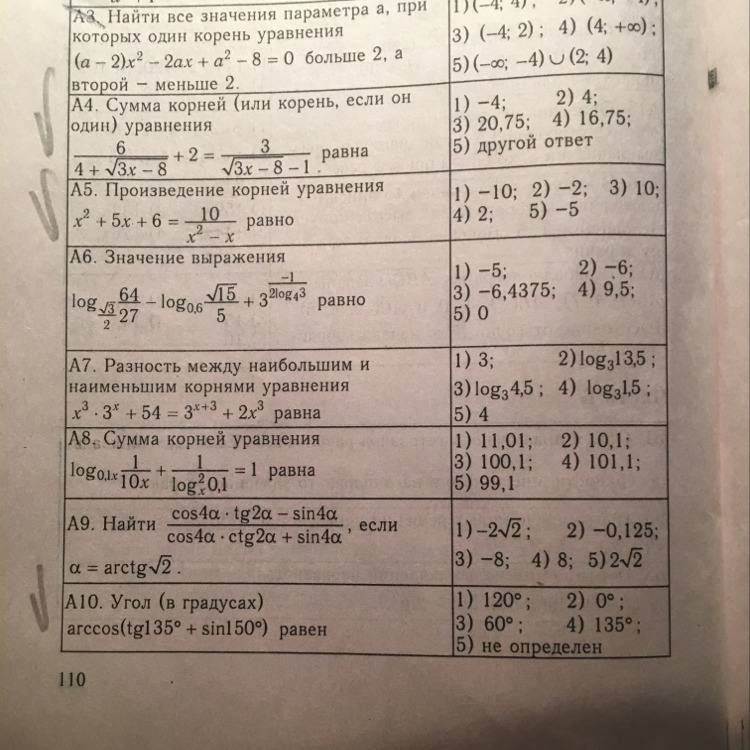 А3. Найти все значения параметра а, при
которых один корень уравнения
(a − 2)x² − 2ax + a² − 8 = 0 больше 2, а
второй − меньше 2.
3) (−4; 2); 4) (4; +∞);
5) (−∞; −4) ∪ (2; 4)
А4. Сумма корней (или корень, если он
один) уравнения
6/(4 + √3x − 8) + 2 = 3/(√3x − 8 − 1) равна
1) −4; 2) 4;
3) 20,75; 4) 16,75;
5) другой ответ
А5. Произведение корней уравнения
x² + 5x + 6 = 10/(x² − x) равно
1) −10; 2) −2; 3) 10;
4) 2; 5) −5
А6. Значение выражения
log_{√3/2} 64/27 − log_{0,6} √15/5 + 3^{−1/(2log₄3)} равно
1) −5; 2) −6;
3) −6,4375; 4) 9,5;
5) 0
А7. Разность между наибольшим и
наименьшим корнями уравнения
x³ · 3ˣ + 54 = 3ˣ⁺³ + 2x³ равна
1) 3; 2) log₃13,5;
3) log₃4,5; 4) log₃1,5;
5) 4
А8. Сумма корней уравнения
log_{0,1x} 1/(10x) + 1/(log²ₓ0,1) = 1 равна
1) 11,01; 2) 10,1;
3) 100,1; 4) 101,1;
5) 99,1
А9. Найти (cos4α · tg2α − sin4α)/(cos4α · ctg2α + sin4α), если
α = arctg√2.
1) −2√2; 2) −0,125;
3) −8; 4) 8; 5) 2√2
А10. Угол (в градусах)
arccos(tg135° + sin150°) равен
1) 120°; 2) 0°;
3) 60°; 4) 135°;
5) не определен
110